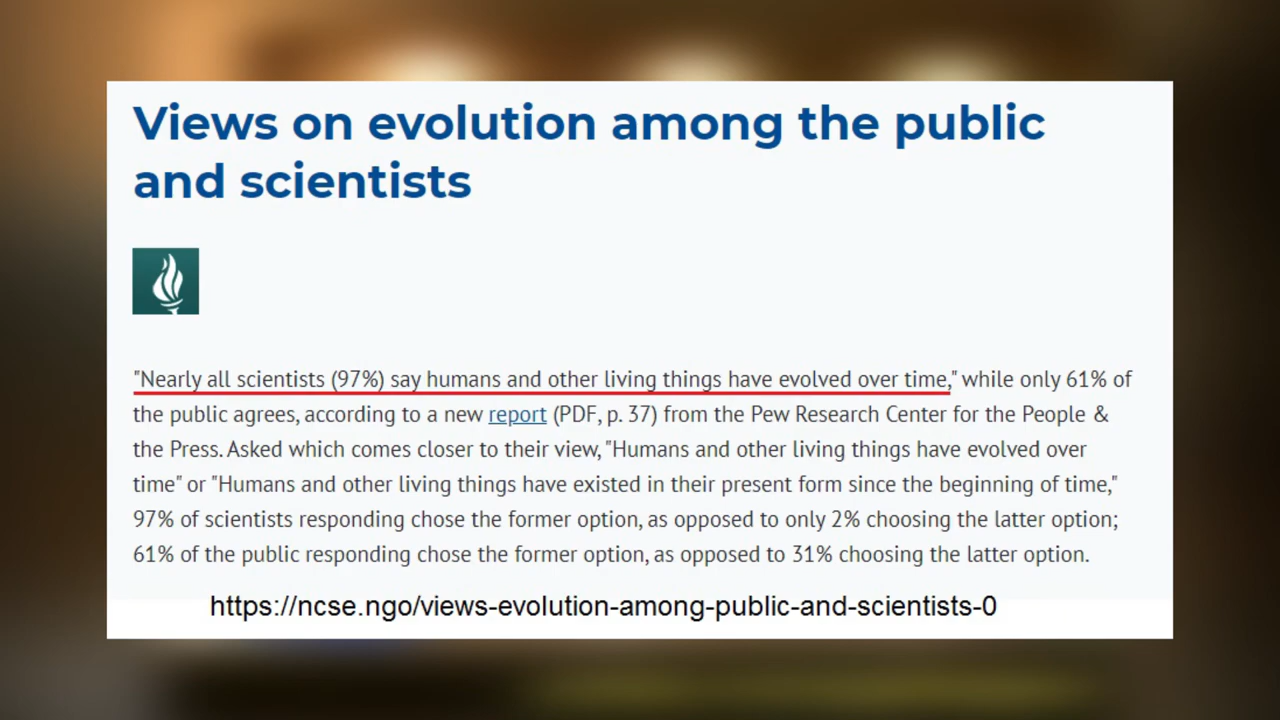 Views on evolution among the public
and scientists
"Nearly all scientists (97%) say humans and other living things have evolved over time," while only 61% of
the public agrees, according to a new report (PDF, p. 37) from the Pew Research Center for the People &
the Press. Asked which comes closer to their view, "Humans and other living things have evolved over
time" or "Humans and other living things have existed in their present form since the beginning of time,"
97% of scientists responding chose the former option, as opposed to only 2% choosing the latter option;
61% of the public responding chose the former option, as opposed to 31% choosing the latter option.
https://ncse.ngo/views-evolution-among-public-and-scientists-0